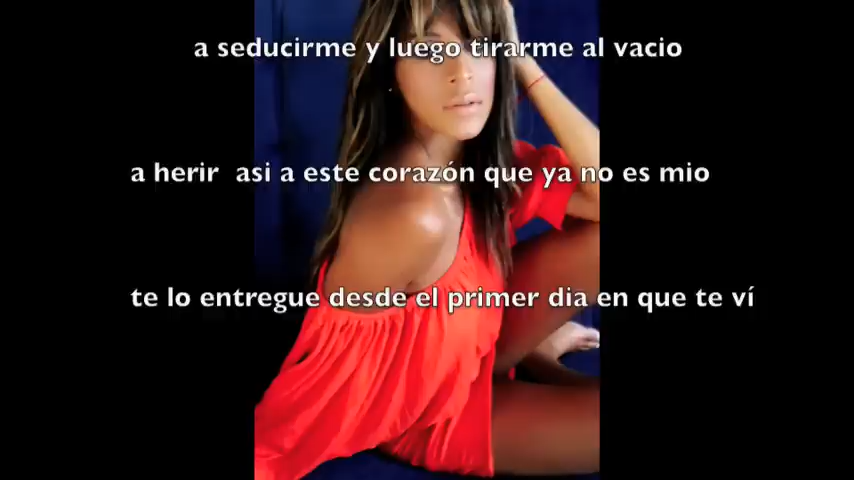 a seducirme y luego tirarme al vacio
a herir asi a este corazón que ya no es mio
te lo entregue desde el primer dia en que te ví